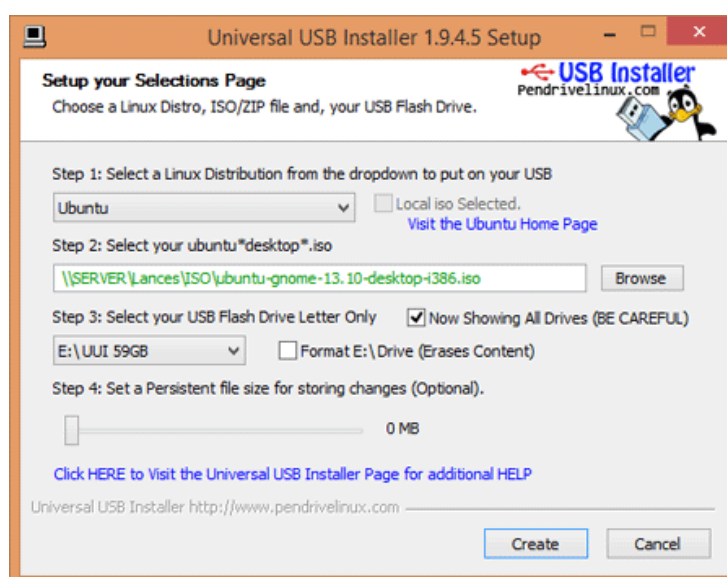 Universal USB Installer 1.9.4.5 Setup
Setup your Selections Page
Choose a Linux Distro, ISO/ZIP file and, your USB Flash Drive.
USB Installer
Pendrivelinux.com
Step 1: Select a Linux Distribution from the dropdown to put on your USB
Ubuntu
Local iso Selected.
Visit the Ubuntu Home Page
Step 2: Select your ubuntu*desktop*.iso
\\SERVER\Lances\ISO\ubuntu-gnome-13.10-desktop-i386.iso
Browse
Step 3: Select your USB Flash Drive Letter Only
Now Showing All Drives (BE CAREFUL)
E:\UUI 59GB
Format E:\ Drive (Erases Content)
Step 4: Set a Persistent file size for storing changes (Optional).
0 MB
Click HERE to Visit the Universal USB Installer Page for additional HELP
Universal USB Installer http://www.pendrivelinux.com
Create
Cancel